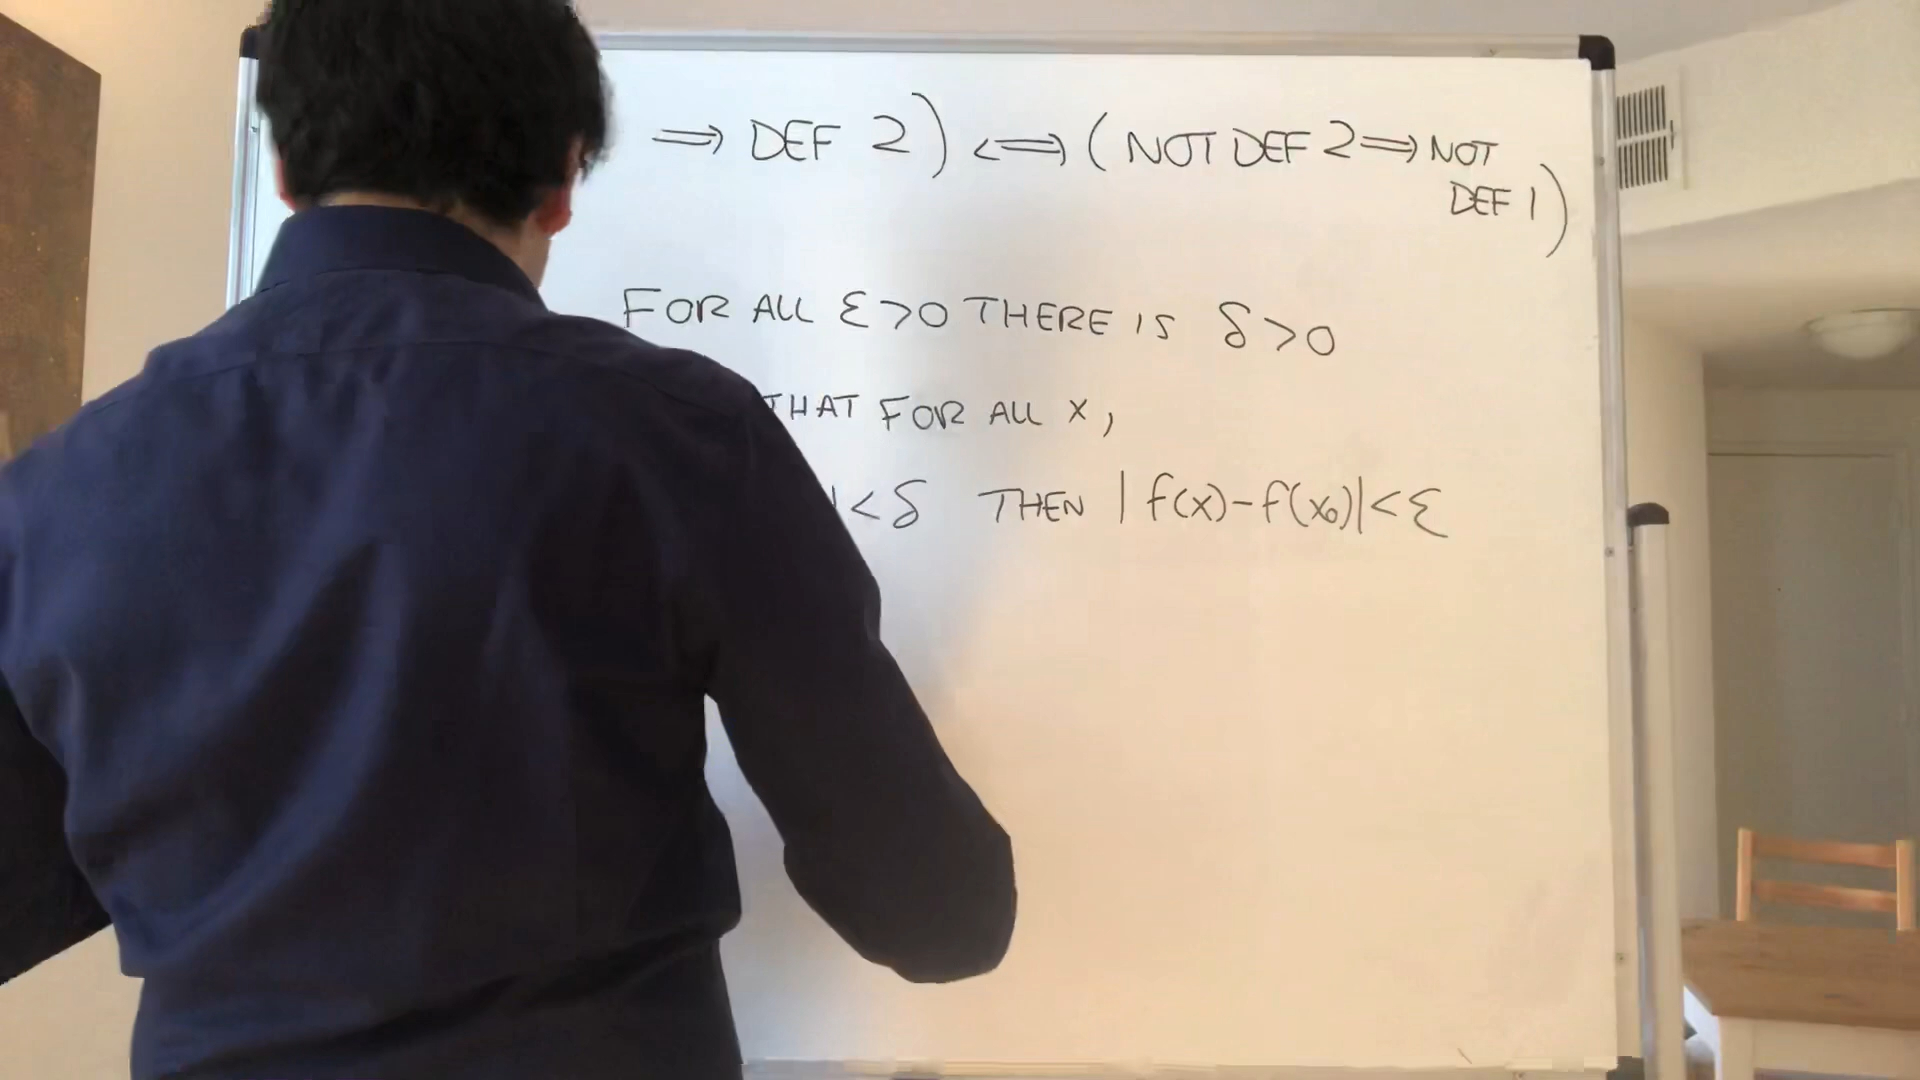 ⟹ DEF 2) ⟺ (NOT DEF 2 ⟹ NOT
DEF 1)
FOR ALL ε>0 THERE IS δ>0
THAT FOR ALL x,
|<δ THEN |f(x)-f(x₀)|<ε